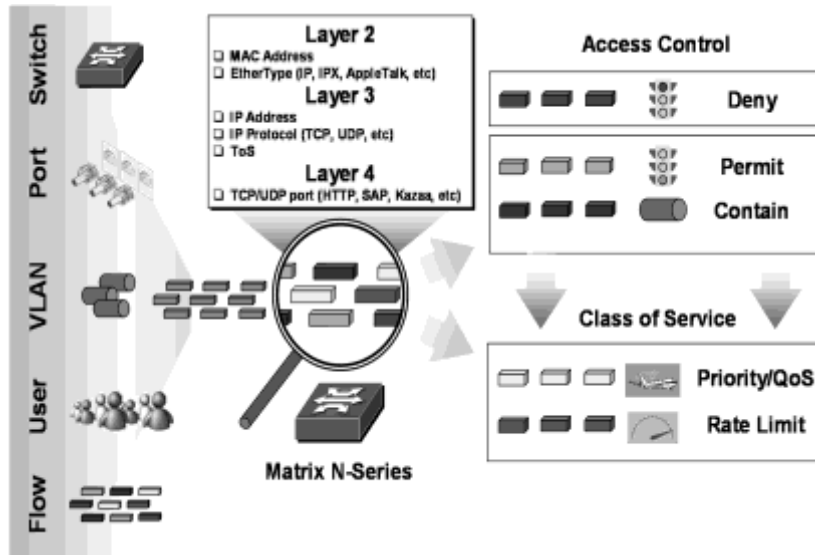 Switch
Port
VLAN
User
Flow
Layer 2
❑ MAC Address
❑ EtherType (IP, IPX, AppleTalk, etc)
Layer 3
❑ IP Address
❑ IP Protocol (TCP, UDP, etc)
❑ ToS
Layer 4
❑ TCP/UDP port (HTTP, SAP, Kazaa, etc)
Matrix N-Series
Access Control
Deny
Permit
Contain
Class of Service
Priority/QoS
Rate Limit